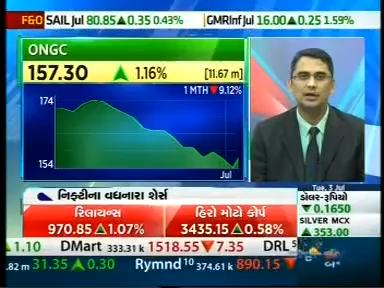 F&O SAIL Jul 80.85▲0.35 0.43% GMRInf Jul 16.00▲0.25 1.59%
ONGC
157.30 ▲ 1.16% [11.67 m]
1 MTH ▼9.12%
174
154
Jul
નિફ્ટીના વધનારા શેર્સ
રિલાયન્સ
970.85▲1.07%
હિરો મોટો કોર્પ
3435.15▲0.58%
Tue, 3 Jul
ડોલર-રૂપિયો
▼0.1650
SILVER MCX
▲353.00
▲1.10 DMart 333.31 k 1518.55▼7.35 DRL
.82 m 31.35▲0.30 Rymnd 10 374.61 k 890.15▼